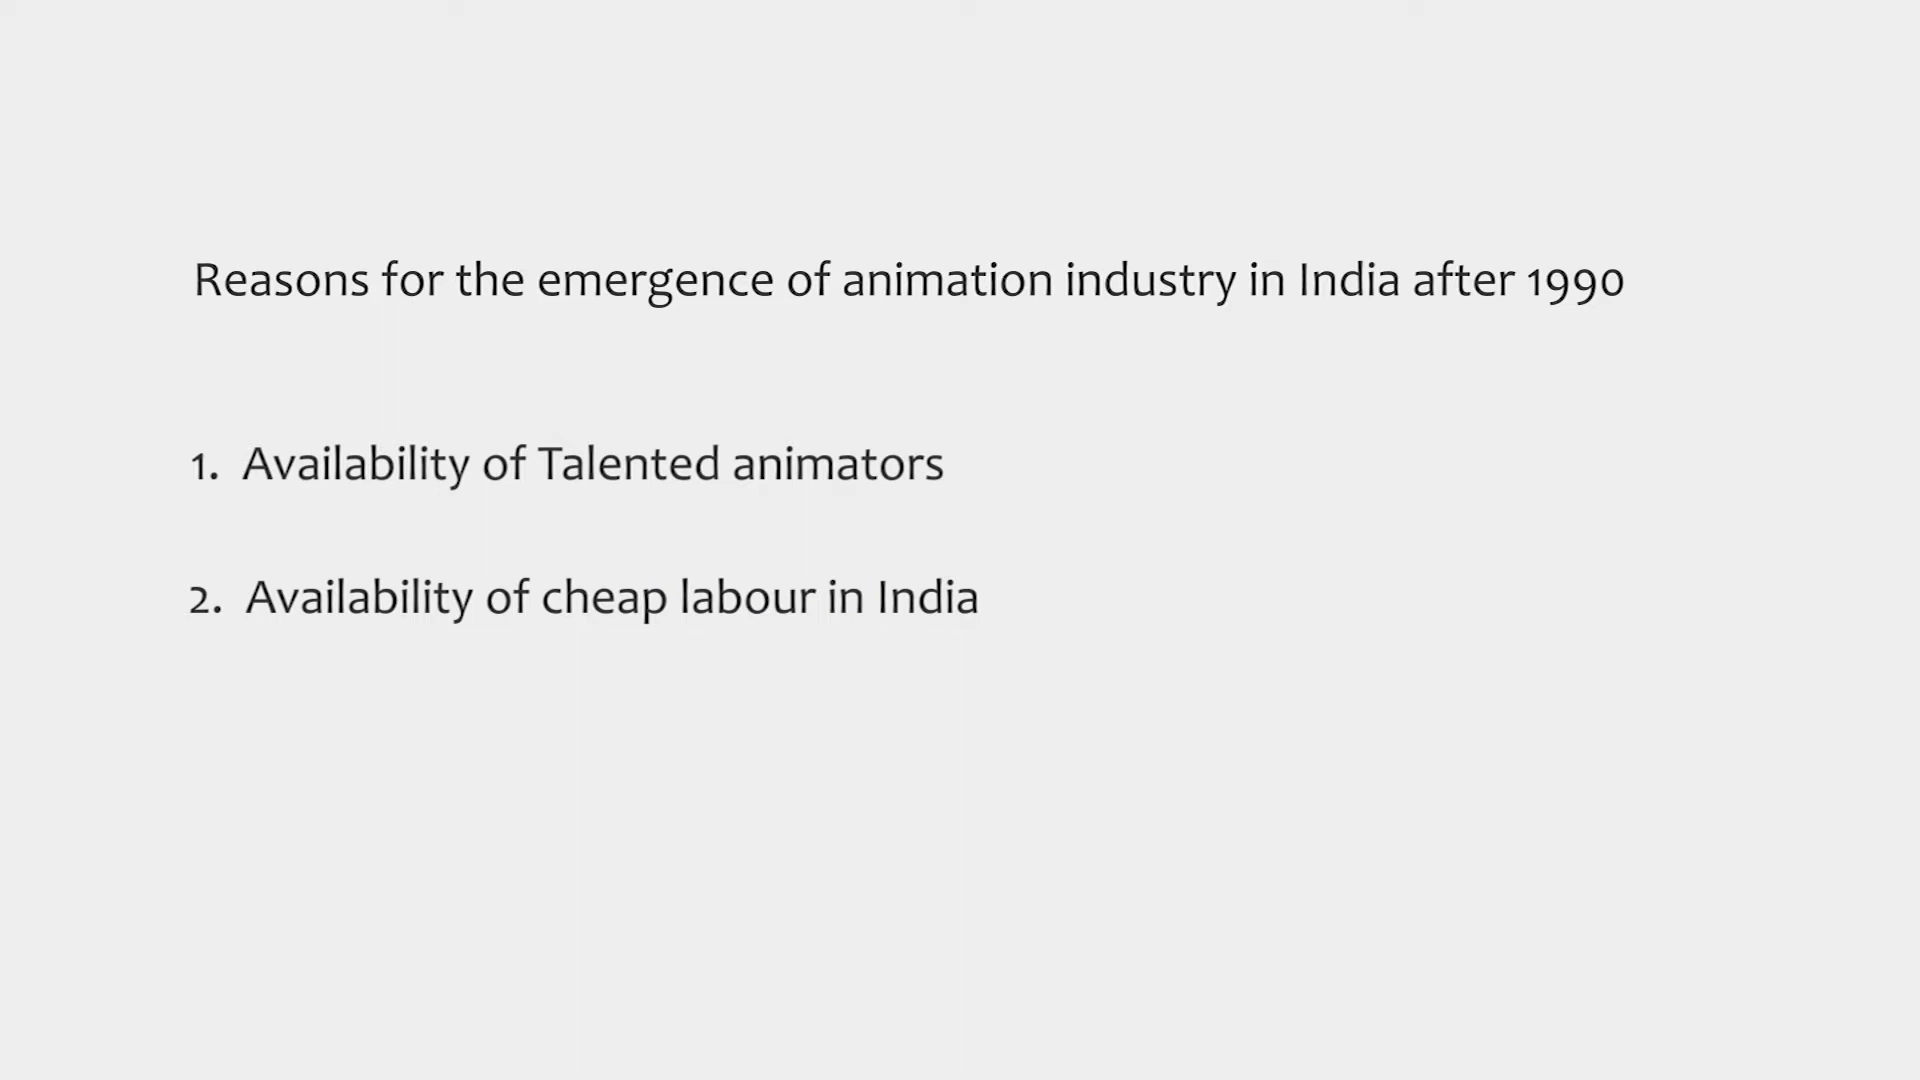 Reasons for the emergence of animation industry in India after 1990
1. Availability of Talented animators
2. Availability of cheap labour in India